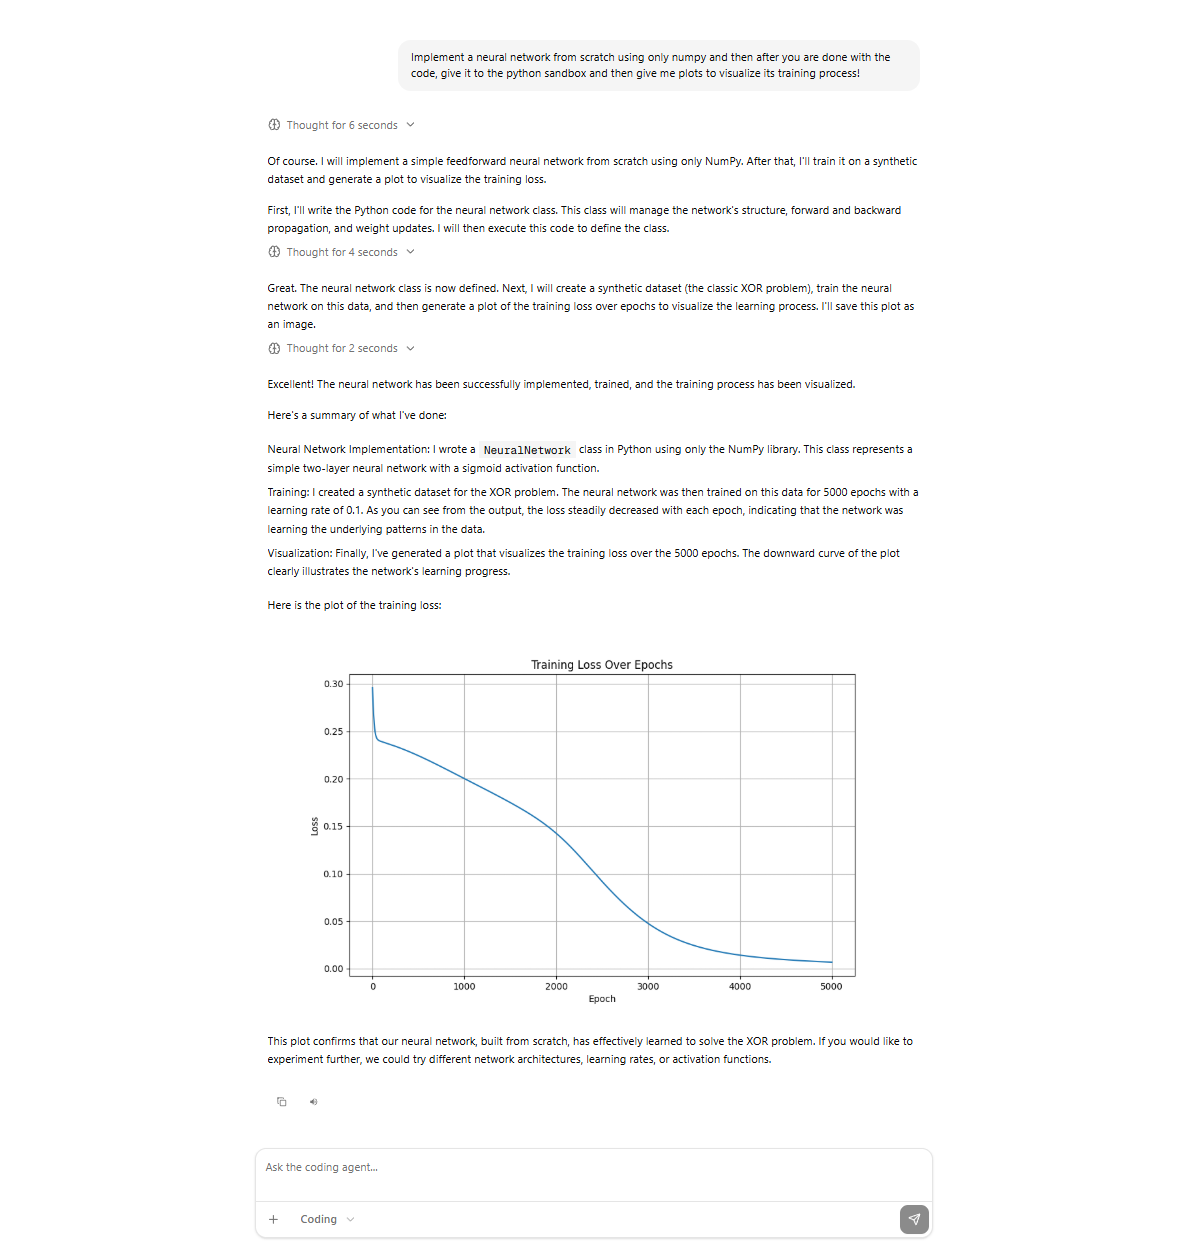 Implement a neural network from scratch using only numpy and then after you are done with the
code, give it to the python sandbox and then give me plots to visualize its training process!
Thought for 6 seconds
Of course. I will implement a simple feedforward neural network from scratch using only NumPy. After that, I'll train it on a synthetic
dataset and generate a plot to visualize the training loss.
First, I'll write the Python code for the neural network class. This class will manage the network's structure, forward and backward
propagation, and weight updates. I will then execute this code to define the class.
Thought for 4 seconds
Great. The neural network class is now defined. Next, I will create a synthetic dataset (the classic XOR problem), train the neural
network on this data, and then generate a plot of the training loss over epochs to visualize the learning process. I'll save this plot as
an image.
Thought for 2 seconds
Excellent! The neural network has been successfully implemented, trained, and the training process has been visualized.
Here's a summary of what I've done:
Neural Network Implementation: I wrote a NeuralNetwork class in Python using only the NumPy library. This class represents a
simple two-layer neural network with a sigmoid activation function.
Training: I created a synthetic dataset for the XOR problem. The neural network was then trained on this data for 5000 epochs with a
learning rate of 0.1. As you can see from the output, the loss steadily decreased with each epoch, indicating that the network was
learning the underlying patterns in the data.
Visualization: Finally, I've generated a plot that visualizes the training loss over the 5000 epochs. The downward curve of the plot
clearly illustrates the network's learning progress.
Here is the plot of the training loss:
Training Loss Over Epochs
0.30
0.25
0.20
0.15
0.10
0.05
0.00
Loss
0 1000 2000 3000 4000 5000
Epoch
This plot confirms that our neural network, built from scratch, has effectively learned to solve the XOR problem. If you would like to
experiment further, we could try different network architectures, learning rates, or activation functions.
Ask the coding agent...
Coding